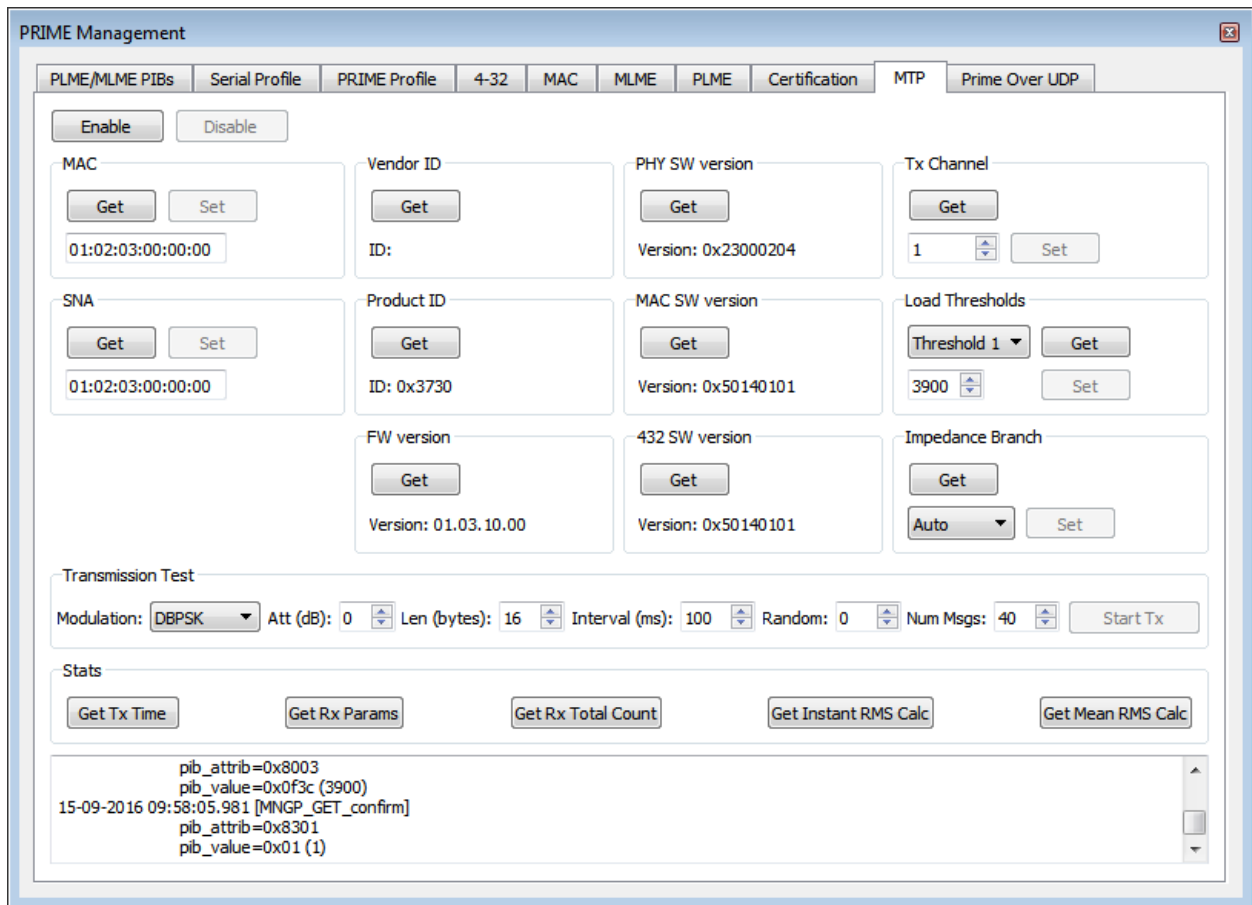 PRIME Management
PLME/MLME PIBs Serial Profile PRIME Profile 4-32 MAC MLME PLME Certification MTP Prime Over UDP
Enable Disable
MAC Vendor ID PHY SW version Tx Channel
Get Set Get Get Get
01:02:03:00:00:00 ID: Version: 0x23000204 1 Set
SNA Product ID MAC SW version Load Thresholds
Get Set Get Get Threshold 1 Get
01:02:03:00:00:00 ID: 0x3730 Version: 0x50140101 3900 Set
FW version 432 SW version Impedance Branch
Get Get Get
Version: 01.03.10.00 Version: 0x50140101 Auto Set
Transmission Test
Modulation: DBPSK Att (dB): 0 Len (bytes): 16 Interval (ms): 100 Random: 0 Num Msgs: 40 Start Tx
Stats
Get Tx Time Get Rx Params Get Rx Total Count Get Instant RMS Calc Get Mean RMS Calc
pib_attrib=0x8003
pib_value=0x0f3c (3900)
15-09-2016 09:58:05.981 [MNGP_GET_confirm]
pib_attrib=0x8301
pib_value=0x01 (1)